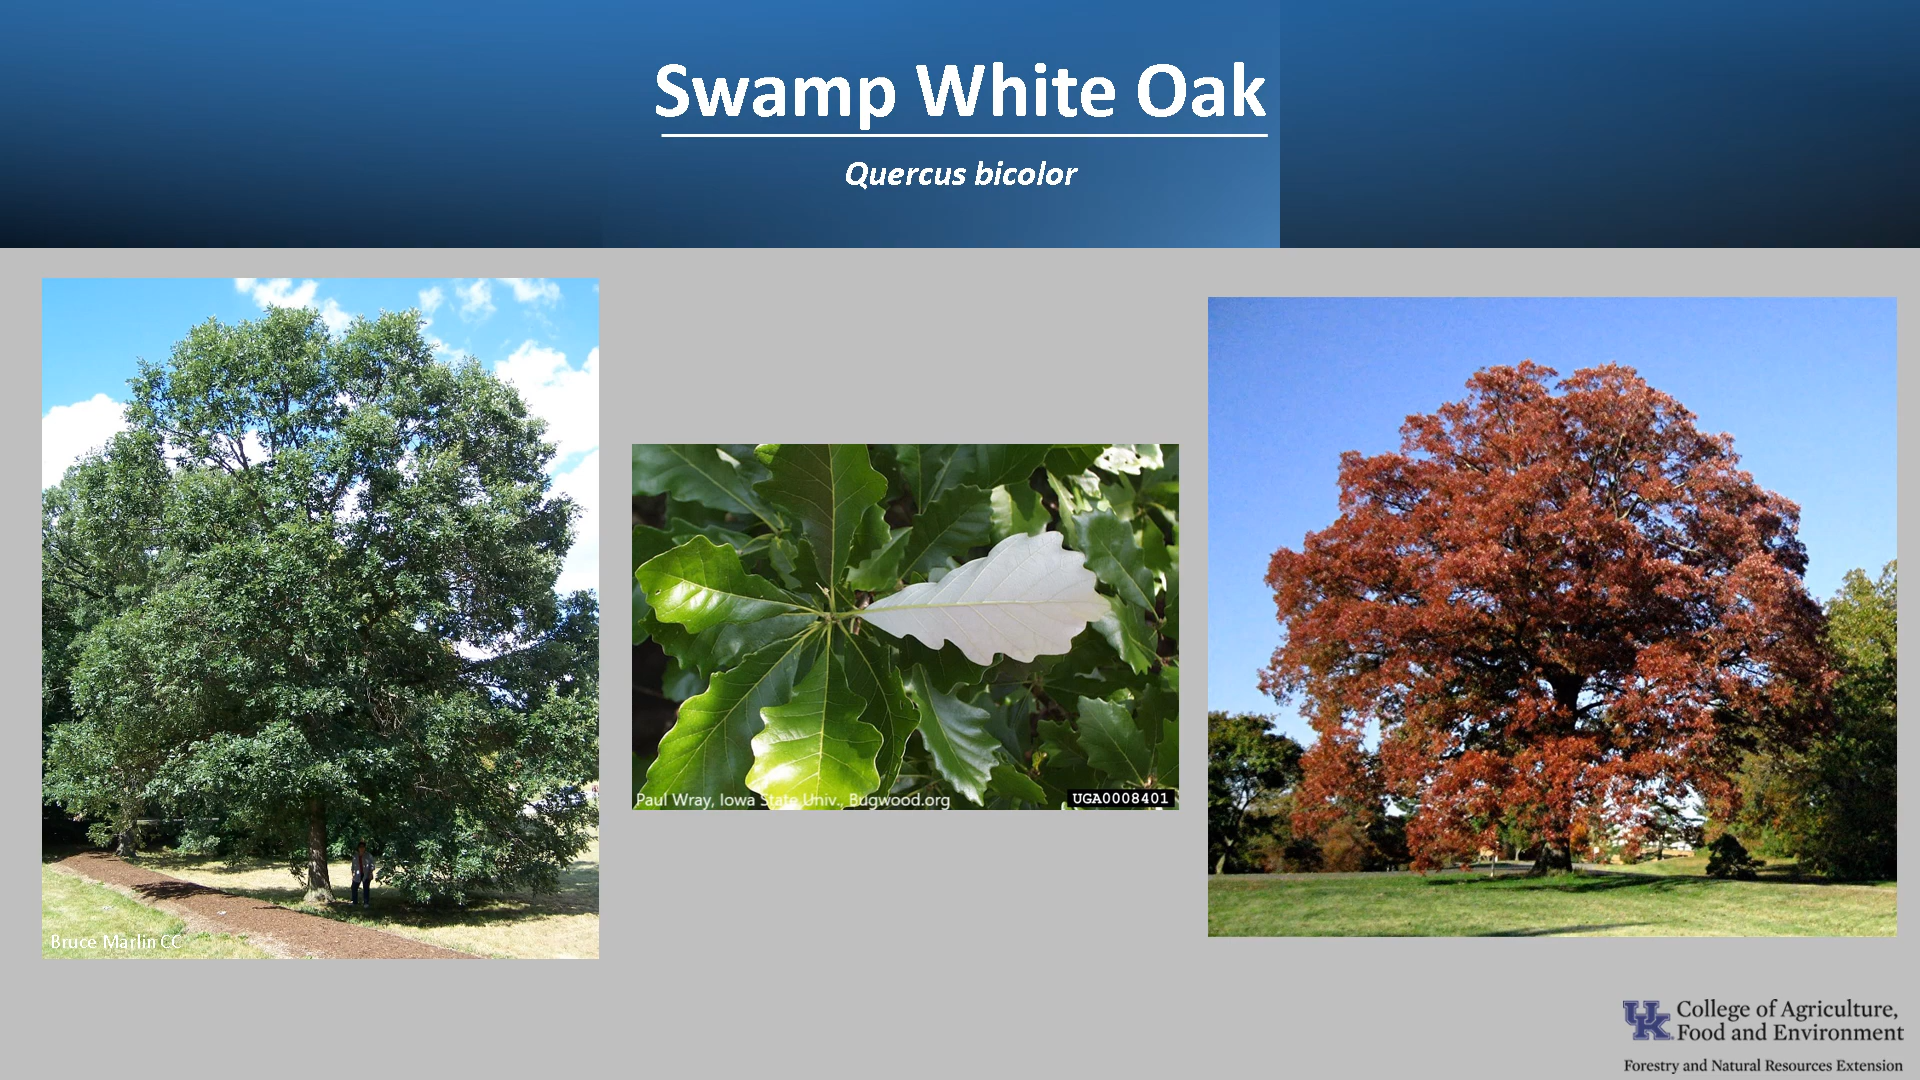 Swamp White Oak
Quercus bicolor
Paul Wray, Iowa State Univ., Bugwood.org
UGA0008401
Bruce Marlin CC
UK College of Agriculture,
Food and Environment
Forestry and Natural Resources Extension